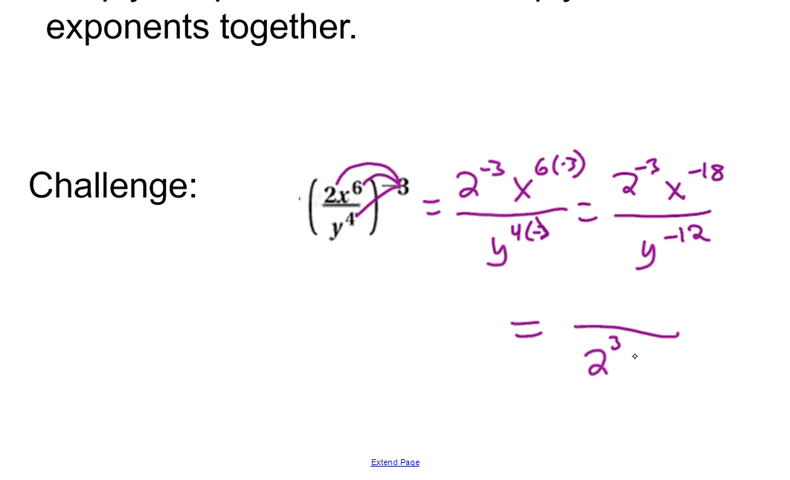 exponents together.
Challenge: (2x^6/y^4)^-3 = 2^-3 x^6(-3) / y^4(-3) = 2^-3 x^-18 / y^-12
= / 2^3
Extend Page